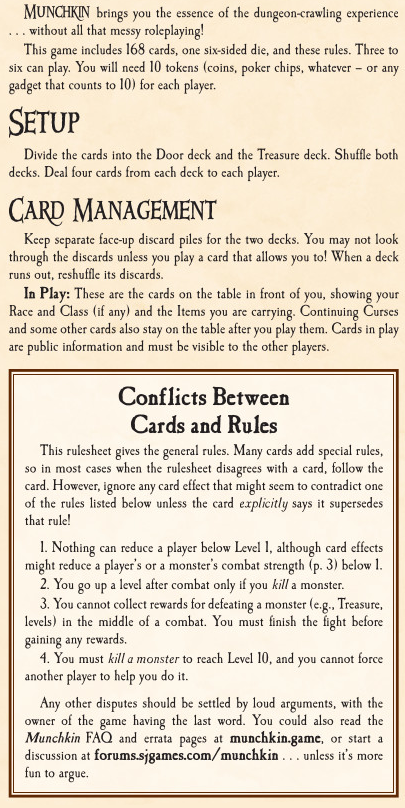 MUNCHKIN brings you the essence of the dungeon-crawling experience
. . . without all that messy roleplaying!
This game includes 168 cards, one six-sided die, and these rules. Three to
six can play. You will need 10 tokens (coins, poker chips, whatever – or any
gadget that counts to 10) for each player.
SETUP
Divide the cards into the Door deck and the Treasure deck. Shuffle both
decks. Deal four cards from each deck to each player.
CARD MANAGEMENT
Keep separate face-up discard piles for the two decks. You may not look
through the discards unless you play a card that allows you to! When a deck
runs out, reshuffle its discards.
In Play: These are the cards on the table in front of you, showing your
Race and Class (if any) and the Items you are carrying. Continuing Curses
and some other cards also stay on the table after you play them. Cards in play
are public information and must be visible to the other players.
Conflicts Between
Cards and Rules
This rulesheet gives the general rules. Many cards add special rules,
so in most cases when the rulesheet disagrees with a card, follow the
card. However, ignore any card effect that might seem to contradict one
of the rules listed below unless the card explicitly says it supersedes
that rule!
1. Nothing can reduce a player below Level 1, although card effects
might reduce a player's or a monster's combat strength (p. 3) below 1.
2. You go up a level after combat only if you kill a monster.
3. You cannot collect rewards for defeating a monster (e.g., Treasure,
levels) in the middle of a combat. You must finish the fight before
gaining any rewards.
4. You must kill a monster to reach Level 10, and you cannot force
another player to help you do it.
Any other disputes should be settled by loud arguments, with the
owner of the game having the last word. You could also read the
Munchkin FAQ and errata pages at munchkin.game, or start a
discussion at forums.sjgames.com/munchkin . . . unless it's more
fun to argue.